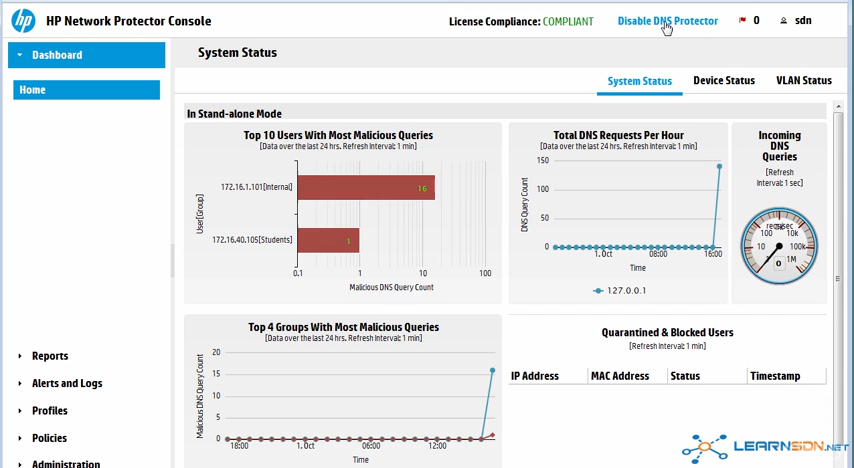 hp HP Network Protector Console
License Compliance: COMPLIANT
Disable DNS Protector
0
sdn
Dashboard
Home
Reports
Alerts and Logs
Profiles
Policies
Administration
System Status
System Status
Device Status
VLAN Status
In Stand-alone Mode
Top 10 Users With Most Malicious Queries
[Data over the last 24 hrs. Refresh Interval: 1 min]
User[Group]
172.16.1.101[Internal]
16
172.16.40.105[Students]
1
0.1 1 10 100
Malicious DNS Query Count
Total DNS Requests Per Hour
[Data over the last 24 hrs. Refresh Interval: 1 min]
DNS Query Count
150
100
50
0
1. Oct 08:00 16:00
Time
127.0.0.1
Incoming
DNS
Queries
[Refresh
Interval: 1 sec]
req/sec
100 10k
10 100k
1M
0
Top 4 Groups With Most Malicious Queries
[Data over the last 24 hrs. Refresh Interval: 1 min]
Malicious DNS Query Count
20
15
10
5
0
18:00 1. Oct 06:00 12:00
Time
Quarantined & Blocked Users
[Refresh Interval: 1 min]
IP Address MAC Address Status Timestamp
LEARNSDN.NET